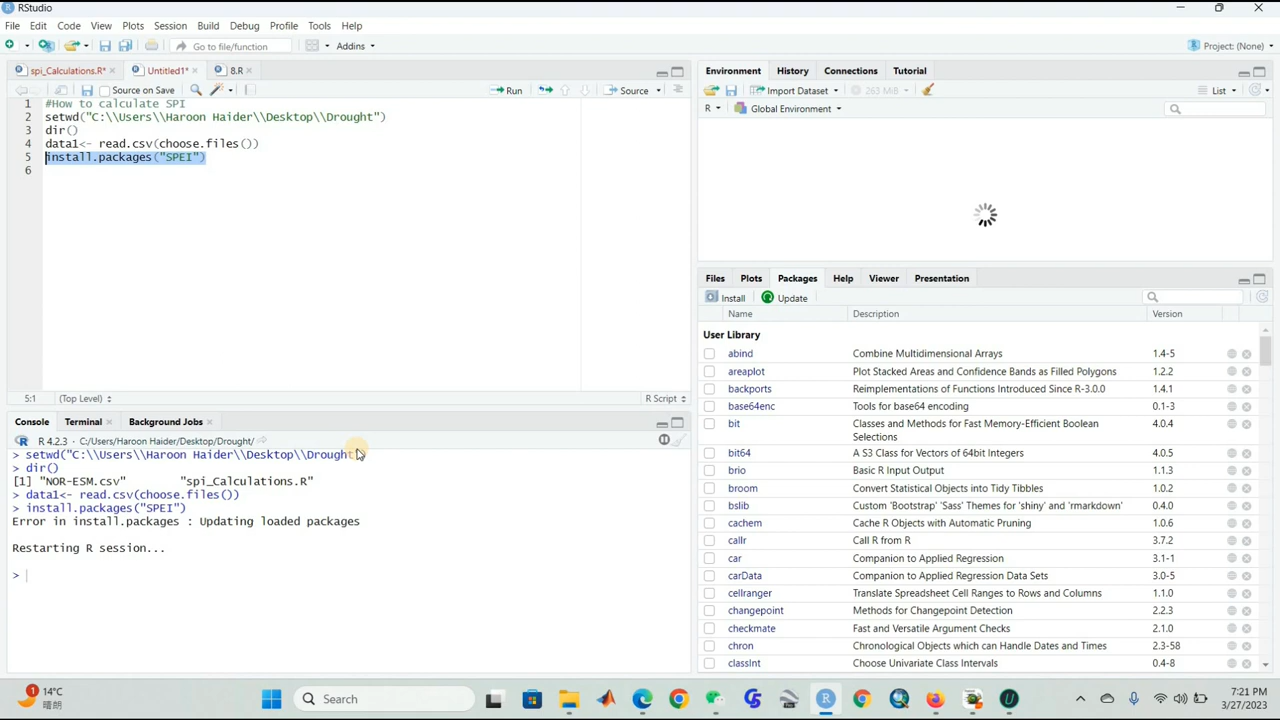 RStudio
File Edit Code View Plots Session Build Debug Profile Tools Help
Go to file/function Addins Project: (None)
spi_Calculations.R* Untitled1* 8.R
Source on Save Run Source
1 #How to calculate SPI
2 setwd("C:\\Users\\Haroon Haider\\Desktop\\Drought")
3 dir()
4 data1<- read.csv(choose.files())
5 install.packages("SPEI")
6
5:1 (Top Level) R Script
Console Terminal Background Jobs
R 4.2.3 · C:/Users/Haroon Haider/Desktop/Drought/
> setwd("C:\\Users\\Haroon Haider\\Desktop\\Drought
> dir()
[1] "NOR-ESM.csv" "spi_Calculations.R"
> data1<- read.csv(choose.files())
> install.packages("SPEI")
Error in install.packages : Updating loaded packages
Restarting R session...
>
Environment History Connections Tutorial
Import Dataset 263 MiB List
R Global Environment
Files Plots Packages Help Viewer Presentation
Install Update
Name Description Version
User Library
abind Combine Multidimensional Arrays 1.4-5
areaplot Plot Stacked Areas and Confidence Bands as Filled Polygons 1.2.2
backports Reimplementations of Functions Introduced Since R-3.0.0 1.4.1
base64enc Tools for base64 encoding 0.1-3
bit Classes and Methods for Fast Memory-Efficient Boolean 4.0.4
Selections
bit64 A S3 Class for Vectors of 64bit Integers 4.0.5
brio Basic R Input Output 1.1.3
broom Convert Statistical Objects into Tidy Tibbles 1.0.2
bslib Custom 'Bootstrap' 'Sass' Themes for 'shiny' and 'rmarkdown' 0.4.0
cachem Cache R Objects with Automatic Pruning 1.0.6
callr Call R from R 3.7.2
car Companion to Applied Regression 3.1-1
carData Companion to Applied Regression Data Sets 3.0-5
cellranger Translate Spreadsheet Cell Ranges to Rows and Columns 1.1.0
changepoint Methods for Changepoint Detection 2.2.3
checkmate Fast and Versatile Argument Checks 2.1.0
chron Chronological Objects which can Handle Dates and Times 2.3-58
classInt Choose Univariate Class Intervals 0.4-8
1 14°C
晴朗
Search
7:21 PM
3/27/2023